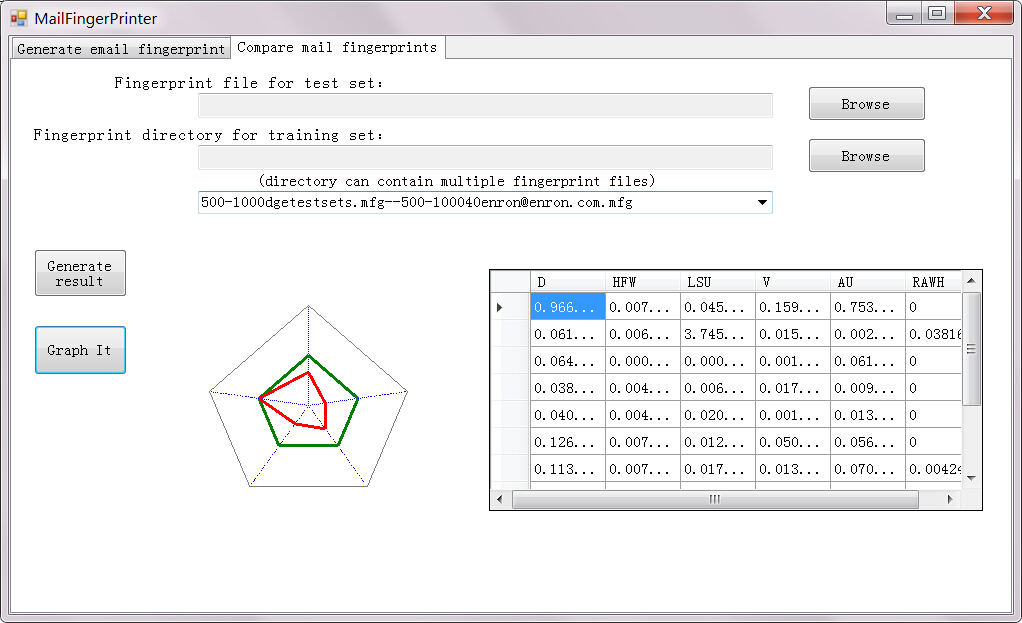 MailFingerPrinter
Generate email fingerprint Compare mail fingerprints
Fingerprint file for test set:
Browse
Fingerprint directory for training set:
Browse
(directory can contain multiple fingerprint files)
500-1000dgetestsets.mfg--500-100040enron@enron.com.mfg
Generate
result
Graph It
D HFW LSU V AU RAWH
0.966... 0.007... 0.045... 0.159... 0.753... 0
0.061... 0.006... 3.745... 0.015... 0.002... 0.03816
0.064... 0.000... 0.000... 0.001... 0.061... 0
0.038... 0.004... 0.006... 0.017... 0.009... 0
0.040... 0.004... 0.020... 0.001... 0.013... 0
0.126... 0.007... 0.012... 0.050... 0.056... 0
0.113... 0.007... 0.017... 0.013... 0.070... 0.00424